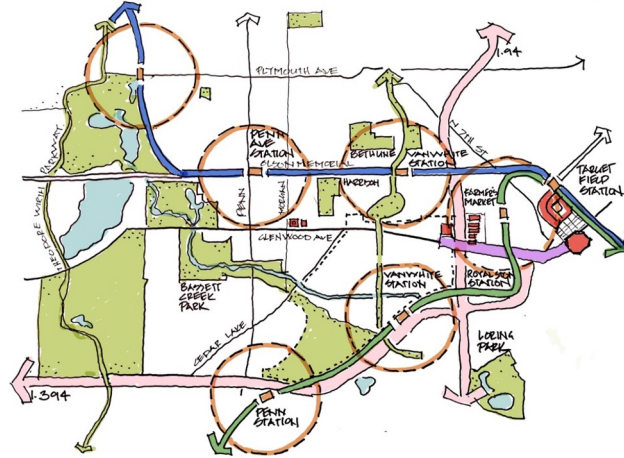 I.94
PLYMOUTH AVE
N 7TH ST
PENN
AVE
STATION
BETHUNE
VANWHITE
STATION
OLSON MEMORIAL
TARGET
FIELD
STATION
THEODORE WIRTH PARKWAY
PENN
MORGAN
HARRISON
FARMER'S
MARKET
GLENWOOD AVE
BASSETT
CREEK
PARK
VANWHITE
STATION
ROYALSTON
STATION
CEDAR LAKE
LORING
PARK
I.394
PENN
STATION